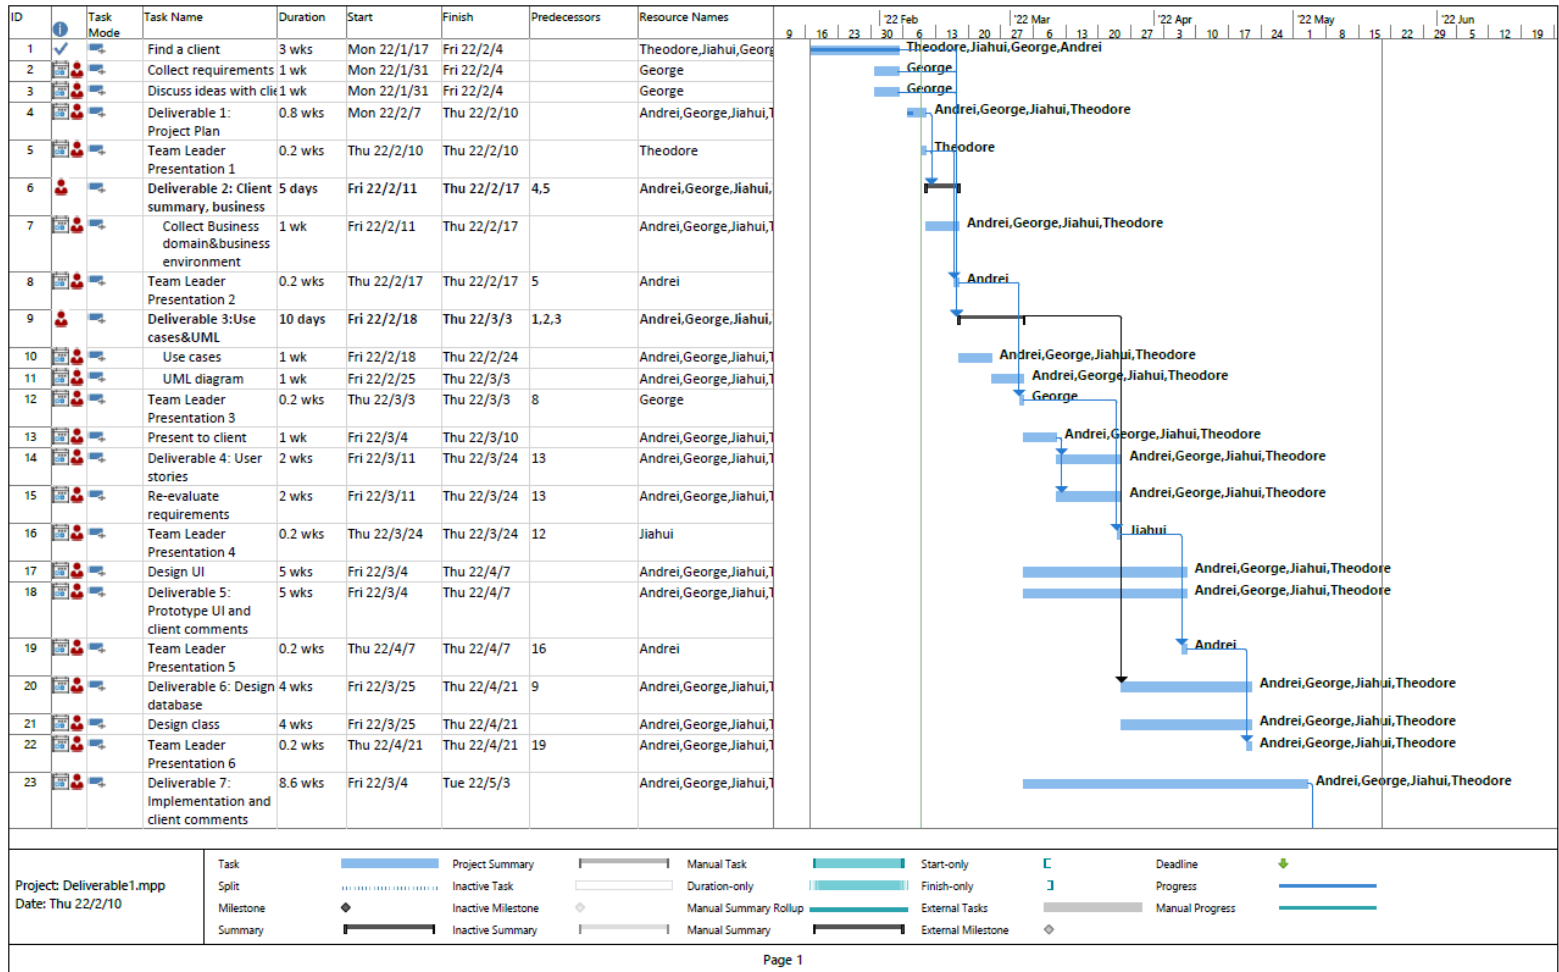 ID Task Mode Task Name Duration Start Finish Predecessors Resource Names
'22 Feb '22 Mar '22 Apr '22 May '22 Jun
9 16 23 30 6 13 20 27 6 13 20 27 3 10 17 24 1 8 15 22 29 5 12 19
1 Find a client 3 wks Mon 22/1/17 Fri 22/2/4 Theodore,Jiahui,Georg Theodore,Jiahui,George,Andrei
2 Collect requirements 1 wk Mon 22/1/31 Fri 22/2/4 George George
3 Discuss ideas with clie 1 wk Mon 22/1/31 Fri 22/2/4 George George
4 Deliverable 1: 0.8 wks Mon 22/2/7 Thu 22/2/10 Andrei,George,Jiahui,T Andrei,George,Jiahui,Theodore
Project Plan
5 Team Leader 0.2 wks Thu 22/2/10 Thu 22/2/10 Theodore Theodore
Presentation 1
6 Deliverable 2: Client 5 days Fri 22/2/11 Thu 22/2/17 4,5 Andrei,George,Jiahui,
summary, business
7 Collect Business 1 wk Fri 22/2/11 Thu 22/2/17 Andrei,George,Jiahui,T Andrei,George,Jiahui,Theodore
domain&business
environment
8 Team Leader 0.2 wks Thu 22/2/17 Thu 22/2/17 5 Andrei Andrei
Presentation 2
9 Deliverable 3:Use 10 days Fri 22/2/18 Thu 22/3/3 1,2,3 Andrei,George,Jiahui,
cases&UML
10 Use cases 1 wk Fri 22/2/18 Thu 22/2/24 Andrei,George,Jiahui,T Andrei,George,Jiahui,Theodore
11 UML diagram 1 wk Fri 22/2/25 Thu 22/3/3 Andrei,George,Jiahui,T Andrei,George,Jiahui,Theodore
12 Team Leader 0.2 wks Thu 22/3/3 Thu 22/3/3 8 George George
Presentation 3
13 Present to client 1 wk Fri 22/3/4 Thu 22/3/10 Andrei,George,Jiahui,T Andrei,George,Jiahui,Theodore
14 Deliverable 4: User 2 wks Fri 22/3/11 Thu 22/3/24 13 Andrei,George,Jiahui,T Andrei,George,Jiahui,Theodore
stories
15 Re-evaluate 2 wks Fri 22/3/11 Thu 22/3/24 13 Andrei,George,Jiahui,T Andrei,George,Jiahui,Theodore
requirements
16 Team Leader 0.2 wks Thu 22/3/24 Thu 22/3/24 12 Jiahui Jiahui
Presentation 4
17 Design UI 5 wks Fri 22/3/4 Thu 22/4/7 Andrei,George,Jiahui,T Andrei,George,Jiahui,Theodore
18 Deliverable 5: 5 wks Fri 22/3/4 Thu 22/4/7 Andrei,George,Jiahui,T Andrei,George,Jiahui,Theodore
Prototype UI and
client comments
19 Team Leader 0.2 wks Thu 22/4/7 Thu 22/4/7 16 Andrei Andrei
Presentation 5
20 Deliverable 6: Design 4 wks Fri 22/3/25 Thu 22/4/21 9 Andrei,George,Jiahui,T Andrei,George,Jiahui,Theodore
database
21 Design class 4 wks Fri 22/3/25 Thu 22/4/21 Andrei,George,Jiahui,T Andrei,George,Jiahui,Theodore
22 Team Leader 0.2 wks Thu 22/4/21 Thu 22/4/21 19 Andrei,George,Jiahui,T Andrei,George,Jiahui,Theodore
Presentation 6
23 Deliverable 7: 8.6 wks Fri 22/3/4 Tue 22/5/3 Andrei,George,Jiahui,T Andrei,George,Jiahui,Theodore
Implementation and
client comments
Project: Deliverable1.mpp
Date: Thu 22/2/10
Task Project Summary Manual Task Start-only Deadline
Split Inactive Task Duration-only Finish-only Progress
Milestone Inactive Milestone Manual Summary Rollup External Tasks Manual Progress
Summary Inactive Summary Manual Summary External Milestone
Page 1